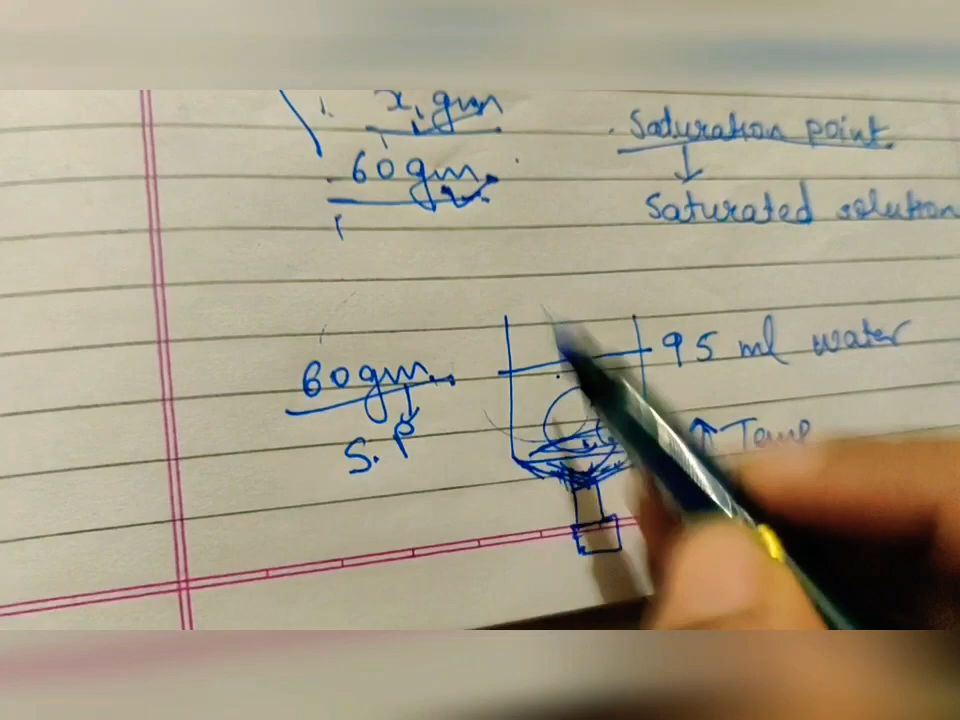 x, gm
Saturation point
60 gm
Saturated solution
60 gm
95 ml water
S.P
↑ Temp